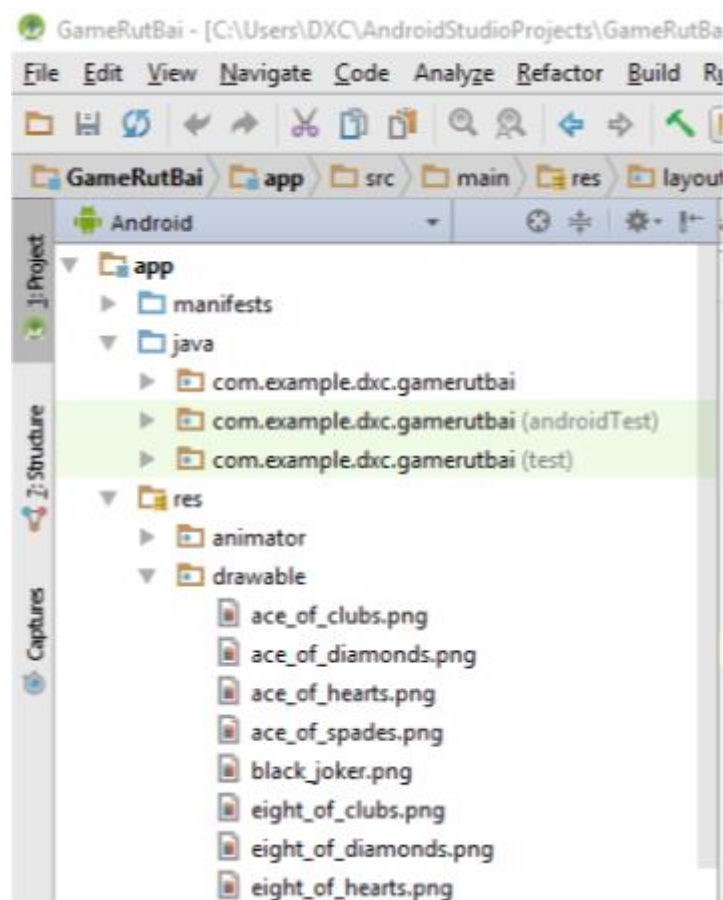 GameRutBai - [C:\Users\DXC\AndroidStudioProjects\GameRutBa
File Edit View Navigate Code Analyze Refactor Build Ru
GameRutBai app src main res layout
Android
1: Project
app
manifests
java
com.example.dxc.gamerutbai
com.example.dxc.gamerutbai (androidTest)
com.example.dxc.gamerutbai (test)
7: Structure
res
animator
drawable
Captures
ace_of_clubs.png
ace_of_diamonds.png
ace_of_hearts.png
ace_of_spades.png
black_joker.png
eight_of_clubs.png
eight_of_diamonds.png
eight_of_hearts.png